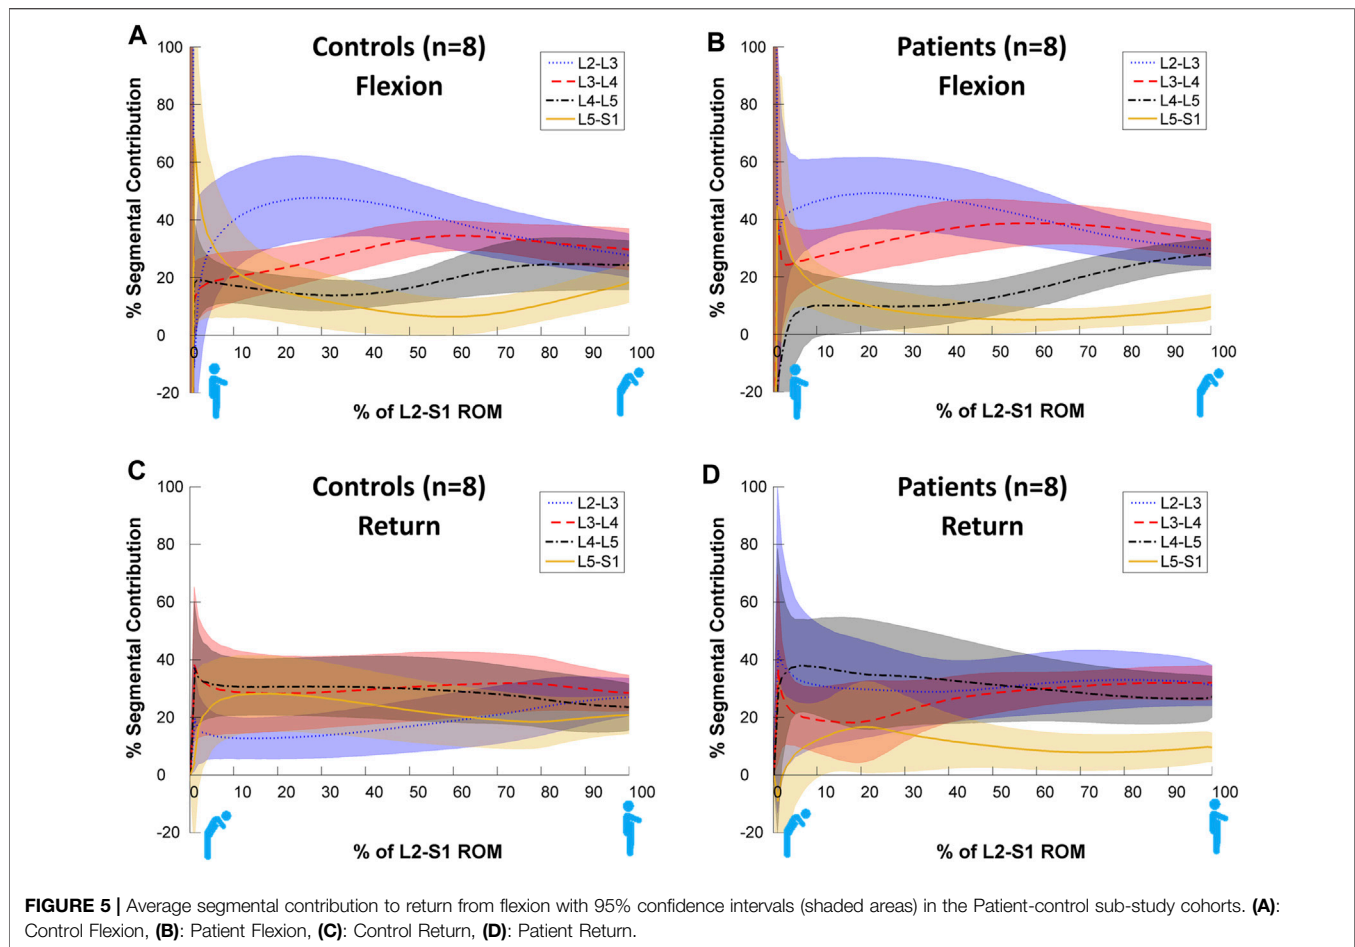 A
Controls (n=8)
Flexion
L2-L3
L3-L4
L4-L5
L5-S1
% Segmental Contribution
100
80
60
40
20
0
-20
0 10 20 30 40 50 60 70 80 90 100
% of L2-S1 ROM
B
Patients (n=8)
Flexion
L2-L3
L3-L4
L4-L5
L5-S1
% Segmental Contribution
100
80
60
40
20
0
-20
0 10 20 30 40 50 60 70 80 90 100
% of L2-S1 ROM
C
Controls (n=8)
Return
L2-L3
L3-L4
L4-L5
L5-S1
% Segmental Contribution
100
80
60
40
20
0
-20
0 10 20 30 40 50 60 70 80 90 100
% of L2-S1 ROM
D
Patients (n=8)
Return
L2-L3
L3-L4
L4-L5
L5-S1
% Segmental Contribution
100
80
60
40
20
0
-20
0 10 20 30 40 50 60 70 80 90 100
% of L2-S1 ROM
FIGURE 5 | Average segmental contribution to return from flexion with 95% confidence intervals (shaded areas) in the Patient-control sub-study cohorts. (A):
Control Flexion, (B): Patient Flexion, (C): Control Return, (D): Patient Return.